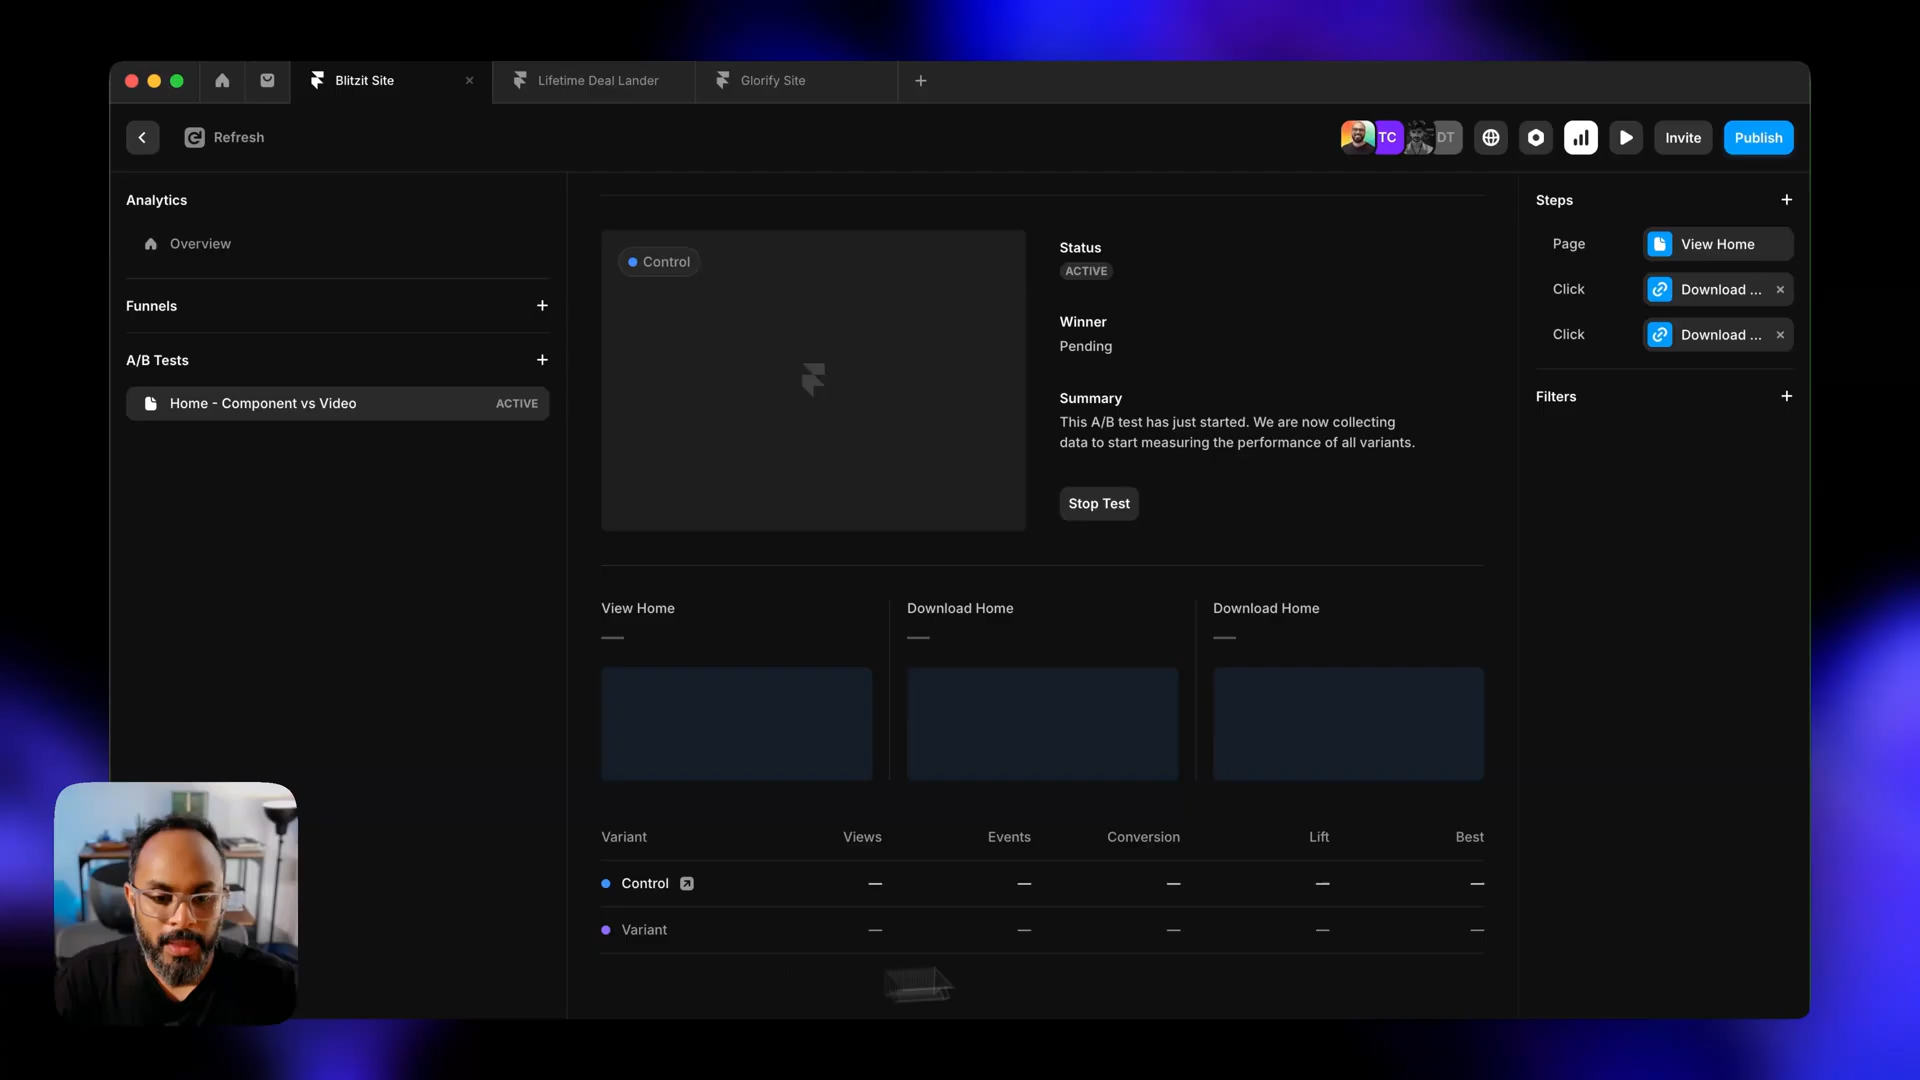 Blitzit Site
Lifetime Deal Lander
Glorify Site
Refresh
TC
DT
Invite
Publish
Analytics
Overview
Funnels
A/B Tests
Home - Component vs Video
ACTIVE
Control
Status
ACTIVE
Winner
Pending
Summary
This A/B test has just started. We are now collecting
data to start measuring the performance of all variants.
Stop Test
View Home
Download Home
Download Home
Variant Views Events Conversion Lift Best
Control — — — — —
Variant — — — — —
Steps
Page View Home
Click Download ...
Click Download ...
Filters